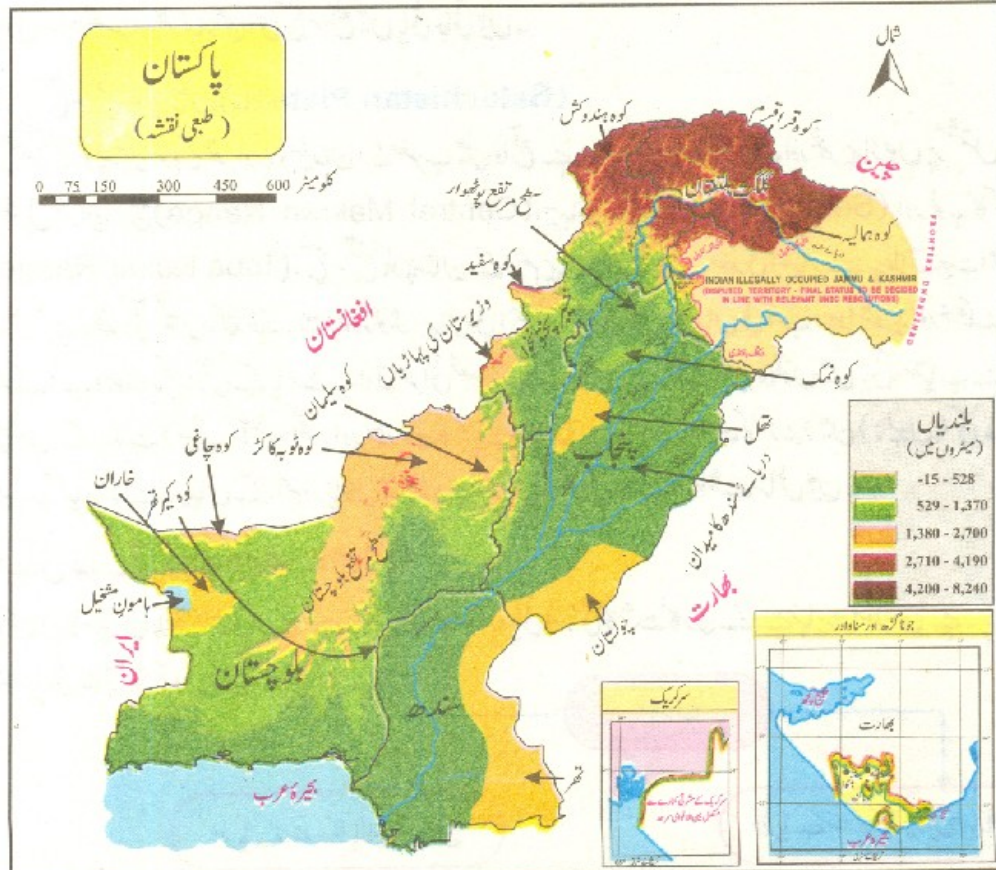 پاکستان
(طبعی نقشہ)
0 75 150 300 450 600 کلومیٹر
شمال
کوہ ہندوکش
کوہ قراقرم
چین
گلگت بلتستان
سطح مرتفع پوٹھوار
کوہ ہمالیہ
FRONTIER UNDEFINED
INDIAN ILLEGALLY OCCUPIED JAMMU & KASHMIR
(DISPUTED TERRITORY - FINAL STATUS TO BE DECIDED
IN LINE WITH RELEVANT UNSC RESOLUTIONS)
کوہ سفید
خیبر پختونخوا
افغانستان
وزیرستان کی پہاڑیاں
کوہ نمک
کوہ سلیمان
تھل
پنجاب
کوہ ٹوبہ کاکڑ
کوہ چاغی
خاران
کوہ کیرتھر
دریائے سندھ کا میدان
بلندیاں
(میٹروں میں)
-15 - 528
529 - 1,370
1,380 - 2,700
2,710 - 4,190
4,200 - 8,240
سطح مرتفع بلوچستان
ہامون مشخیل
بھارت
چولستان
ایران
بلوچستان
سندھ
تھر
بحیرۂ عرب
سرکریک
جوناگڑھ اور مناوادر
بھارت
بحیرۂ عرب